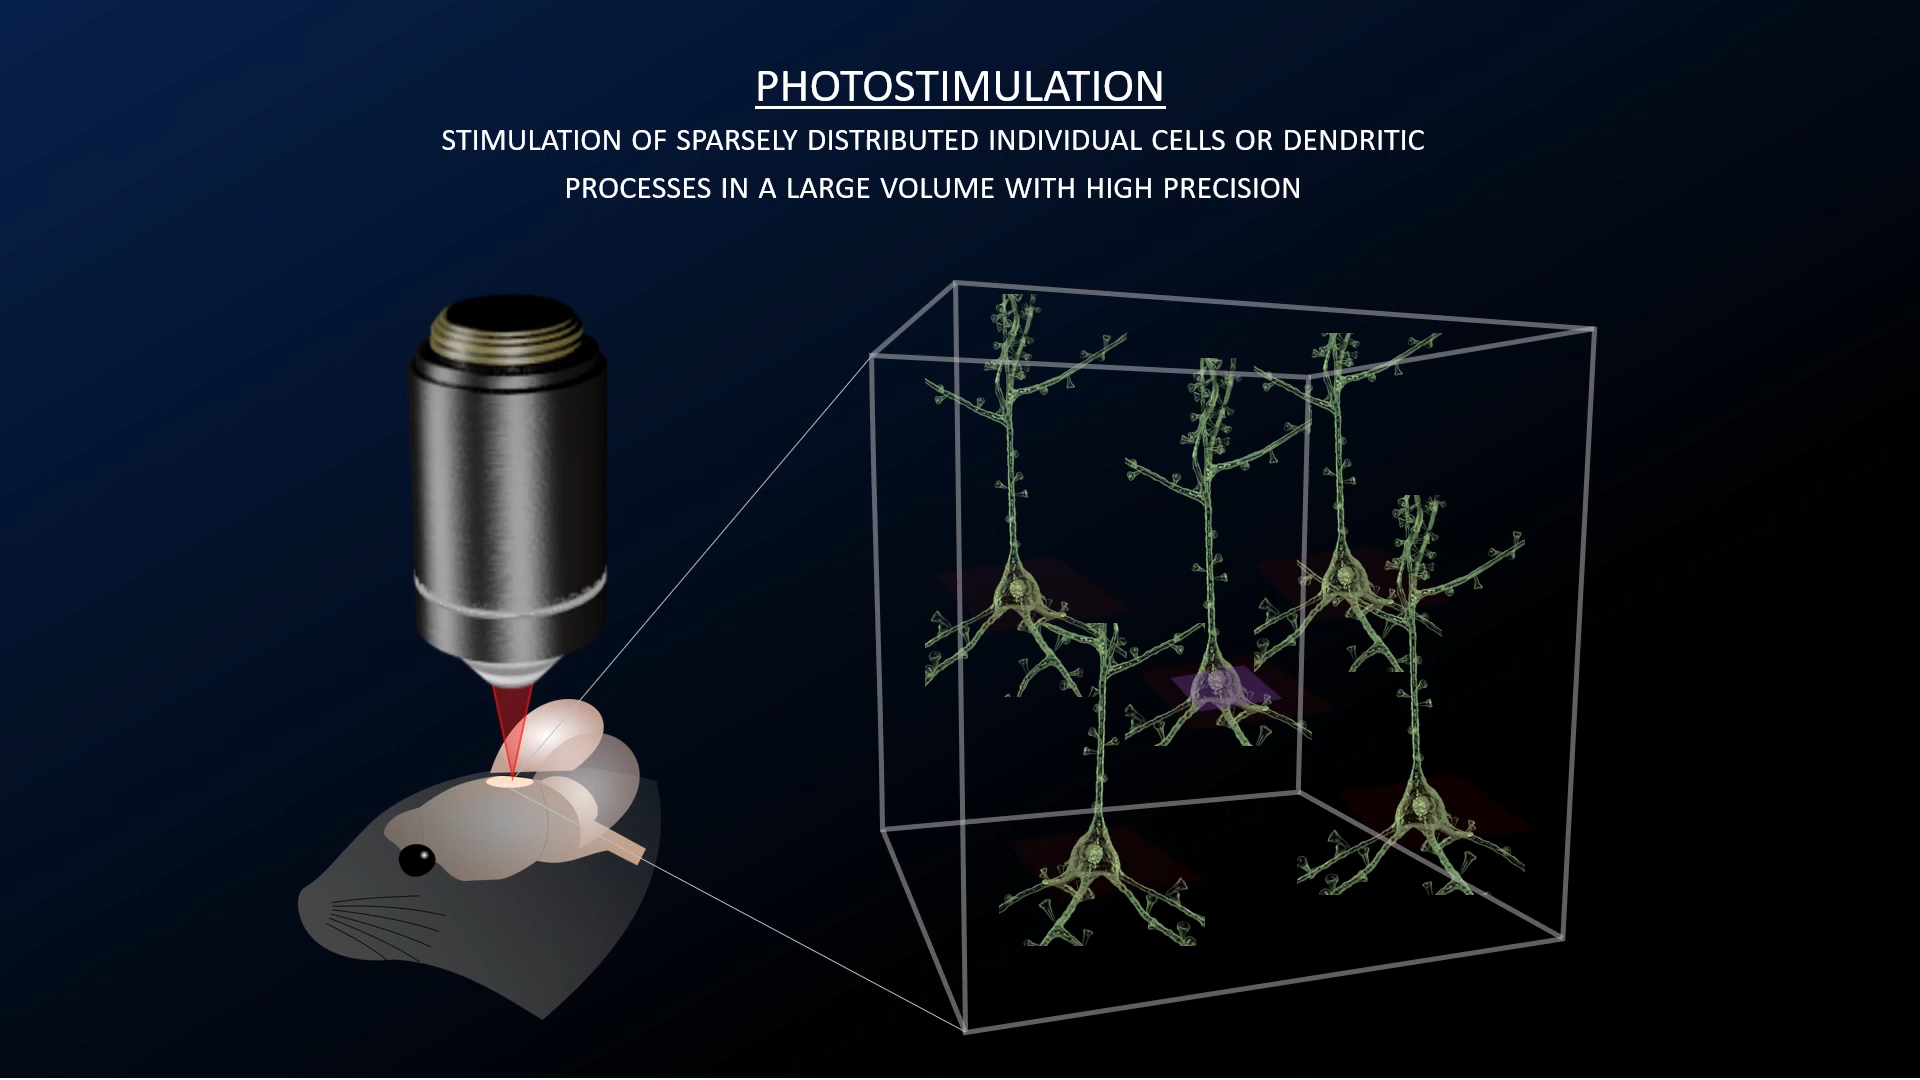 PHOTOSTIMULATION
STIMULATION OF SPARSELY DISTRIBUTED INDIVIDUAL CELLS OR DENDRITIC
PROCESSES IN A LARGE VOLUME WITH HIGH PRECISION